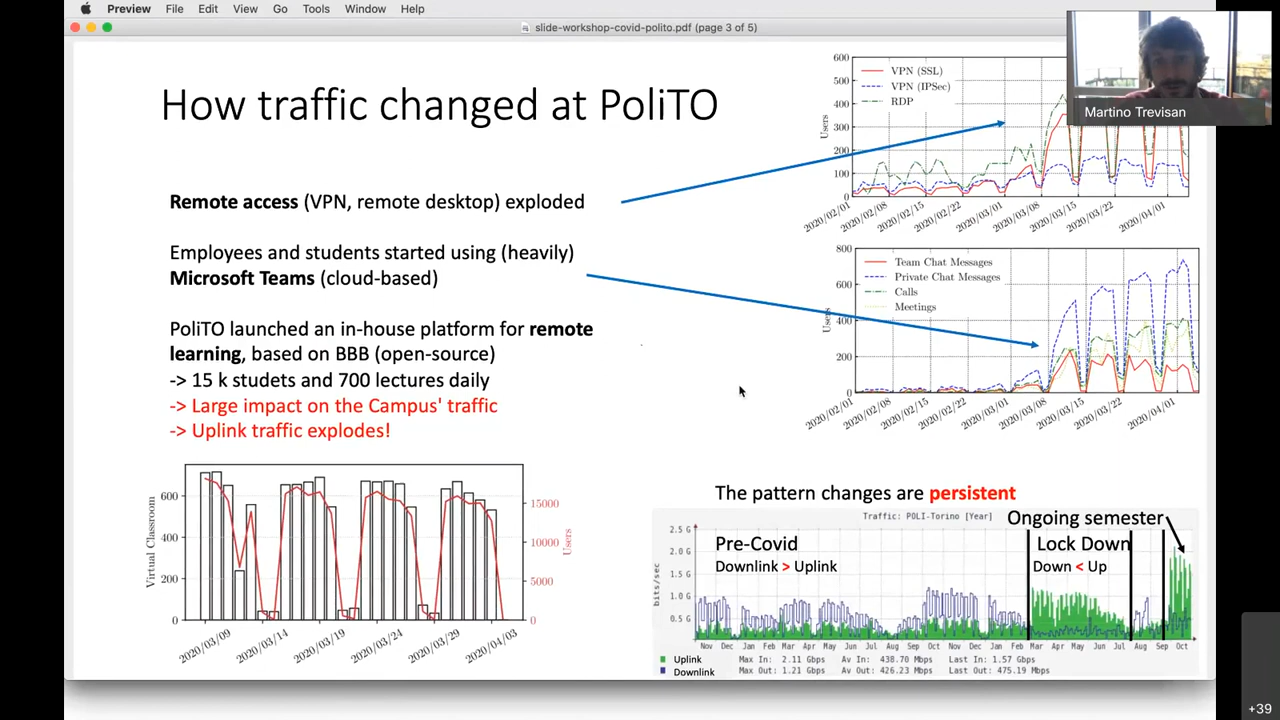 Preview File Edit View Go Tools Window Help
slide-workshop-covid-polito.pdf (page 3 of 5)
Martino Trevisan
How traffic changed at PoliTO
Remote access (VPN, remote desktop) exploded
Employees and students started using (heavily)
Microsoft Teams (cloud-based)
PoliTO launched an in-house platform for remote
learning, based on BBB (open-source)
-> 15 k studets and 700 lectures daily
-> Large impact on the Campus' traffic
-> Uplink traffic explodes!
600
500
400
300
200
100
0
Users
VPN (SSL)
VPN (IPSec)
RDP
2020/02/01 2020/02/08 2020/02/15 2020/02/22 2020/03/01 2020/03/08 2020/03/15 2020/03/22 2020/04/01
800
600
400
200
0
Users
Team Chat Messages
Private Chat Messages
Calls
Meetings
2020/02/01 2020/02/08 2020/02/15 2020/02/22 2020/03/01 2020/03/08 2020/03/15 2020/03/22 2020/04/01
Virtual Classroom
600
400
200
0
15000
10000
5000
0
Users
2020/03/09 2020/03/14 2020/03/19 2020/03/24 2020/03/29 2020/04/03
The pattern changes are persistent
Traffic: POLI-Torino [Year]
Ongoing semester
Pre-Covid
Downlink > Uplink
Lock Down
Down < Up
bits/sec
2.5 G
2.0 G
1.5 G
1.0 G
0.5 G
Nov Dec Jan Feb Mar Apr May Jun Jul Aug Sep Oct Nov Dec Jan Feb Mar Apr May Jun Jul Aug Sep Oct
Uplink Max In: 2.11 Gbps Av In: 438.70 Mbps Last In: 1.57 Gbps
Downlink Max Out: 1.21 Gbps Av Out: 426.23 Mbps Last Out: 475.19 Mbps
+39